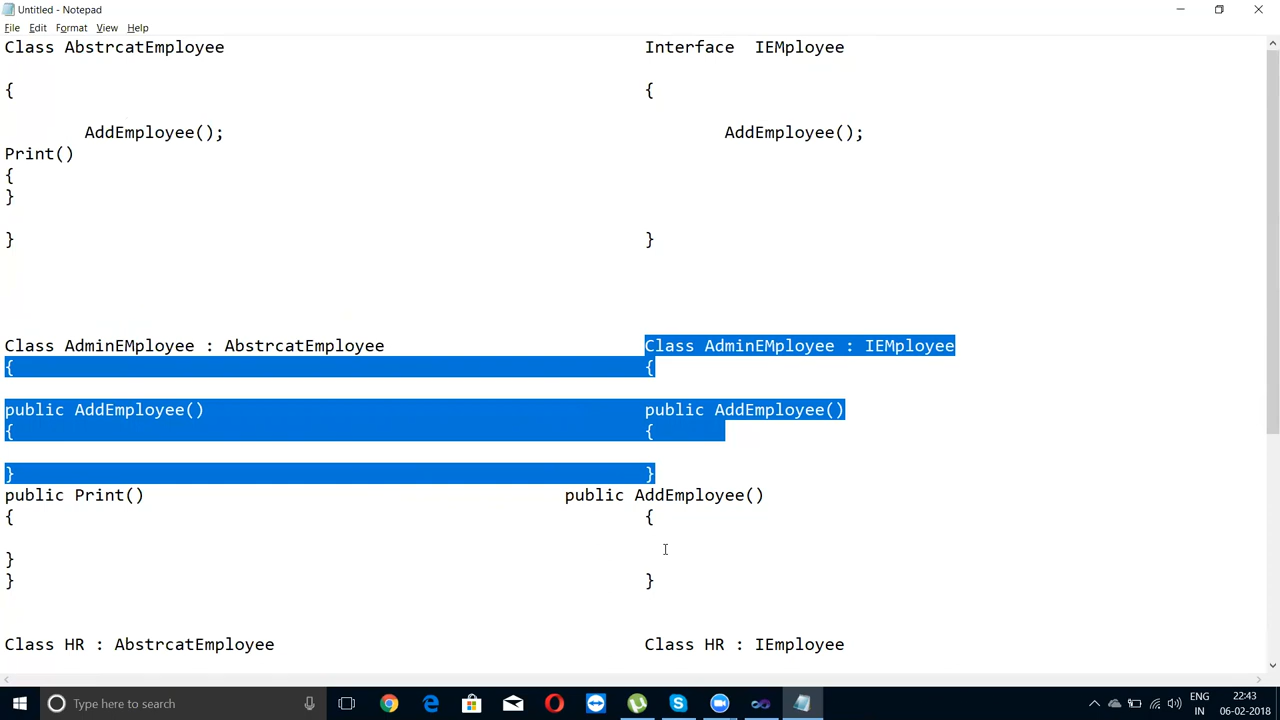 Untitled - Notepad
File Edit Format View Help
Class AbstrcatEmployee Interface IEMployee
{ {
AddEmployee(); AddEmployee();
Print()
{
}
} }
Class AdminEMployee : AbstrcatEmployee Class AdminEMployee : IEMployee
{ {
public AddEmployee() public AddEmployee()
{ {
} }
public Print() public AddEmployee()
{ {
}
} }
Class HR : AbstrcatEmployee Class HR : IEmployee
Type here to search
ENG 22:43
IN 06-02-2018